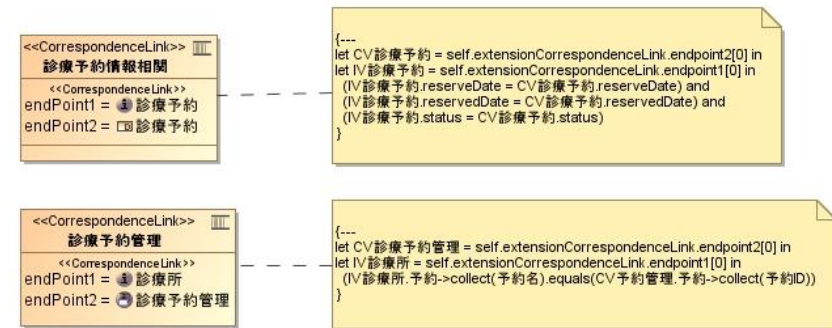 <<CorrespondenceLink>>
診療予約情報相関
<<CorrespondenceLink>>
endPoint1 = 診療予約
endPoint2 = 診療予約
{---
let CV診療予約 = self.extensionCorrespondenceLink.endpoint2[0] in
let IV診療予約 = self.extensionCorrespondenceLink.endpoint1[0] in
(IV診療予約.reserveDate = CV診療予約.reserveDate) and
(IV診療予約.reservedDate = CV診療予約.reservedDate) and
(IV診療予約.status = CV診療予約.status)
}
<<CorrespondenceLink>>
診療予約管理
<<CorrespondenceLink>>
endPoint1 = 診療所
endPoint2 = 診療予約管理
{---
let CV診療予約管理 = self.extensionCorrespondenceLink.endpoint2[0] in
let IV診療所 = self.extensionCorrespondenceLink.endpoint1[0] in
(IV診療所.予約->collect(予約名).equals(CV予約管理.予約->collect(予約ID))
}